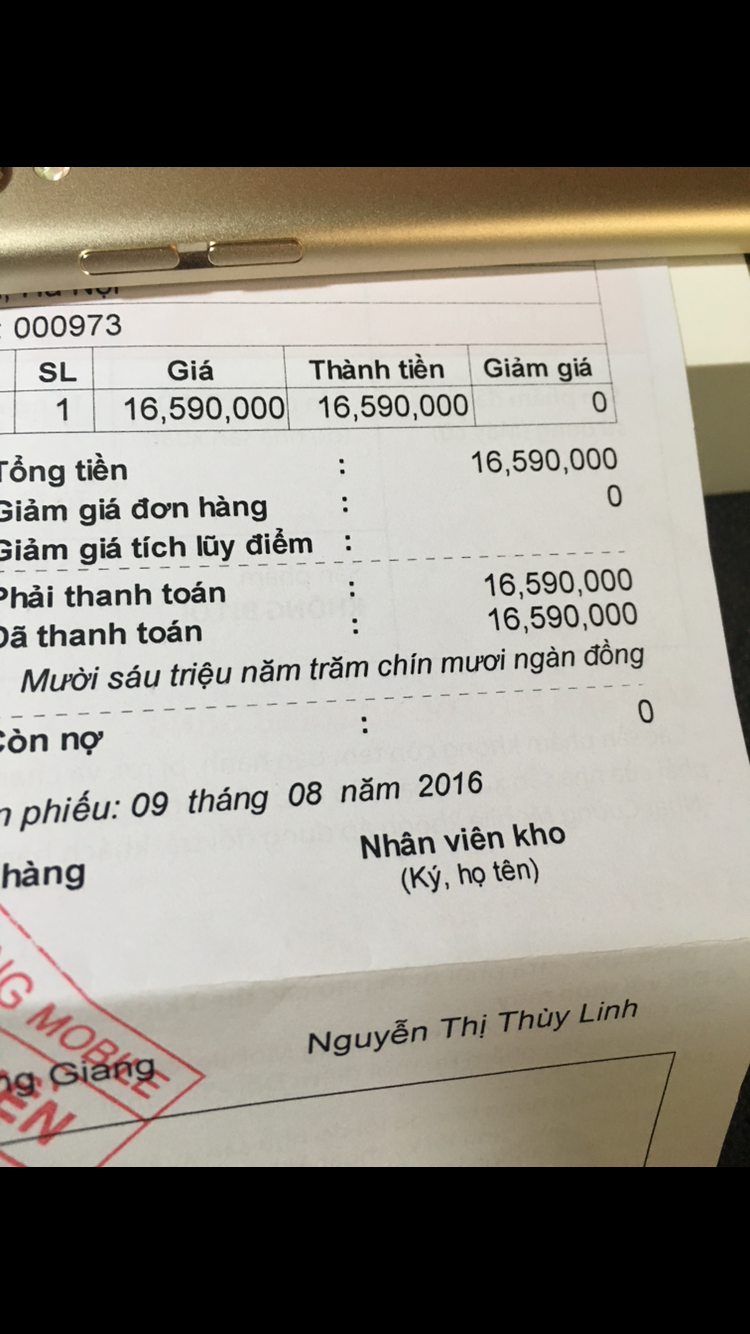 Hà Nội
: 000973
SL Giá Thành tiền Giảm giá
1 16,590,000 16,590,000 0
Tổng tiền : 16,590,000
Giảm giá đơn hàng : 0
Giảm giá tích lũy điểm :
Phải thanh toán : 16,590,000
Đã thanh toán : 16,590,000
Mười sáu triệu năm trăm chín mươi ngàn đồng
Còn nợ : 0
phiếu: 09 tháng 08 năm 2016
hàng Nhân viên kho
(Ký, họ tên)
MOBILE
Giang Nguyễn Thị Thùy Linh